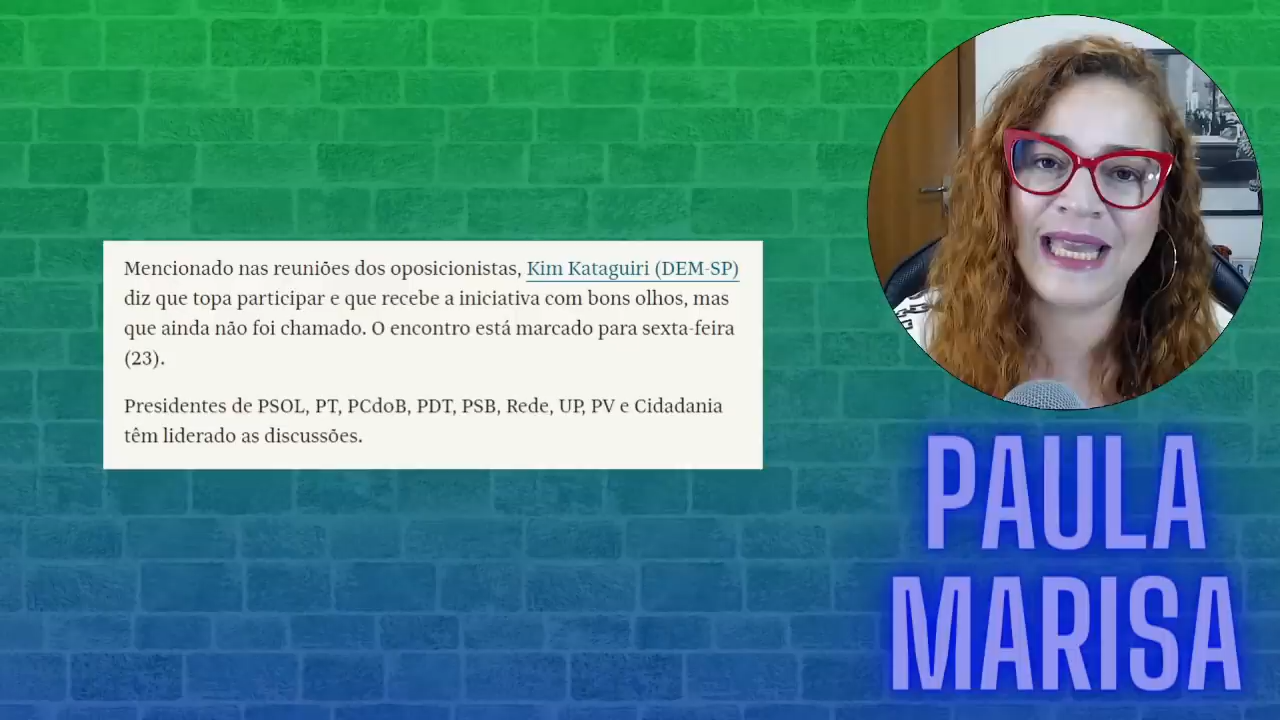 Mencionado nas reuniões dos oposicionistas, Kim Kataguiri (DEM-SP)
diz que topa participar e que recebe a iniciativa com bons olhos, mas
que ainda não foi chamado. O encontro está marcado para sexta-feira
(23).
Presidentes de PSOL, PT, PCdoB, PDT, PSB, Rede, UP, PV e Cidadania
têm liderado as discussões.
PAULA
MARISA